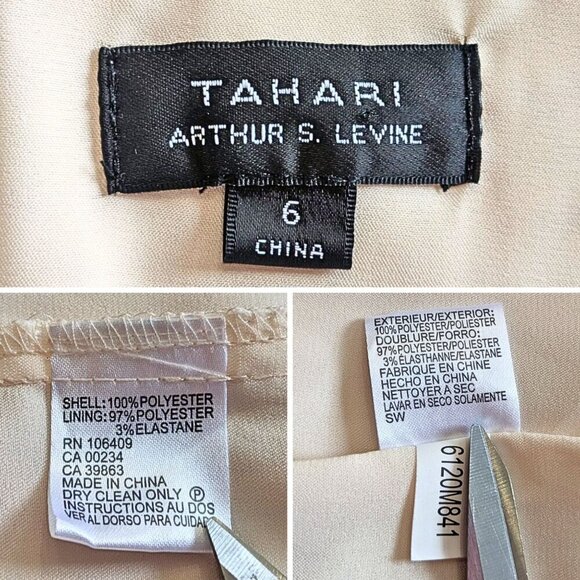 TAHARI
ARTHUR S. LEVINE
6
CHINA
SHELL: 100% POLYESTER
LINING: 97% POLYESTER
3% ELASTANE
RN 106409
CA 00234
CA 39863
MADE IN CHINA
DRY CLEAN ONLY Ⓟ
INSTRUCTIONS AU DOS
VER AL DORSO PARA CUIDAD
EXTERIEUR/EXTERIOR:
100% POLYESTER/POLIESTER
DOUBLURE/FORRO:
97% POLYESTER/POLIESTER
3% ÉLASTHANNE/ELASTANE
FABRIQUE EN CHINE
HECHO EN CHINA
NETTOYER A SEC
LAVAR EN SECO SOLAMENTE
SW
6120M841